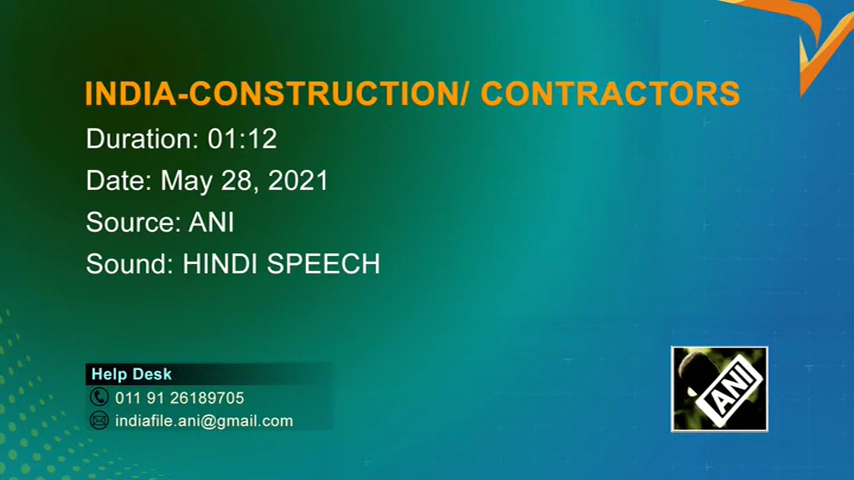 INDIA-CONSTRUCTION/ CONTRACTORS
Duration: 01:12
Date: May 28, 2021
Source: ANI
Sound: HINDI SPEECH
Help Desk
011 91 26189705
indiafile.ani@gmail.com
ANI